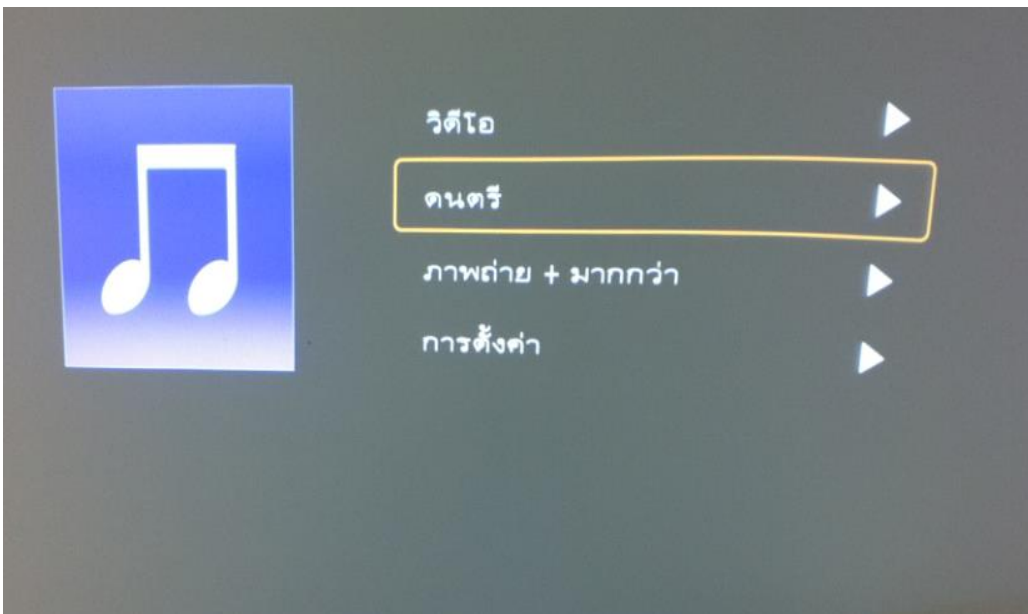 วิดีโอ
ดนตรี
ภาพถ่าย + มากกว่า
การตั้งค่า